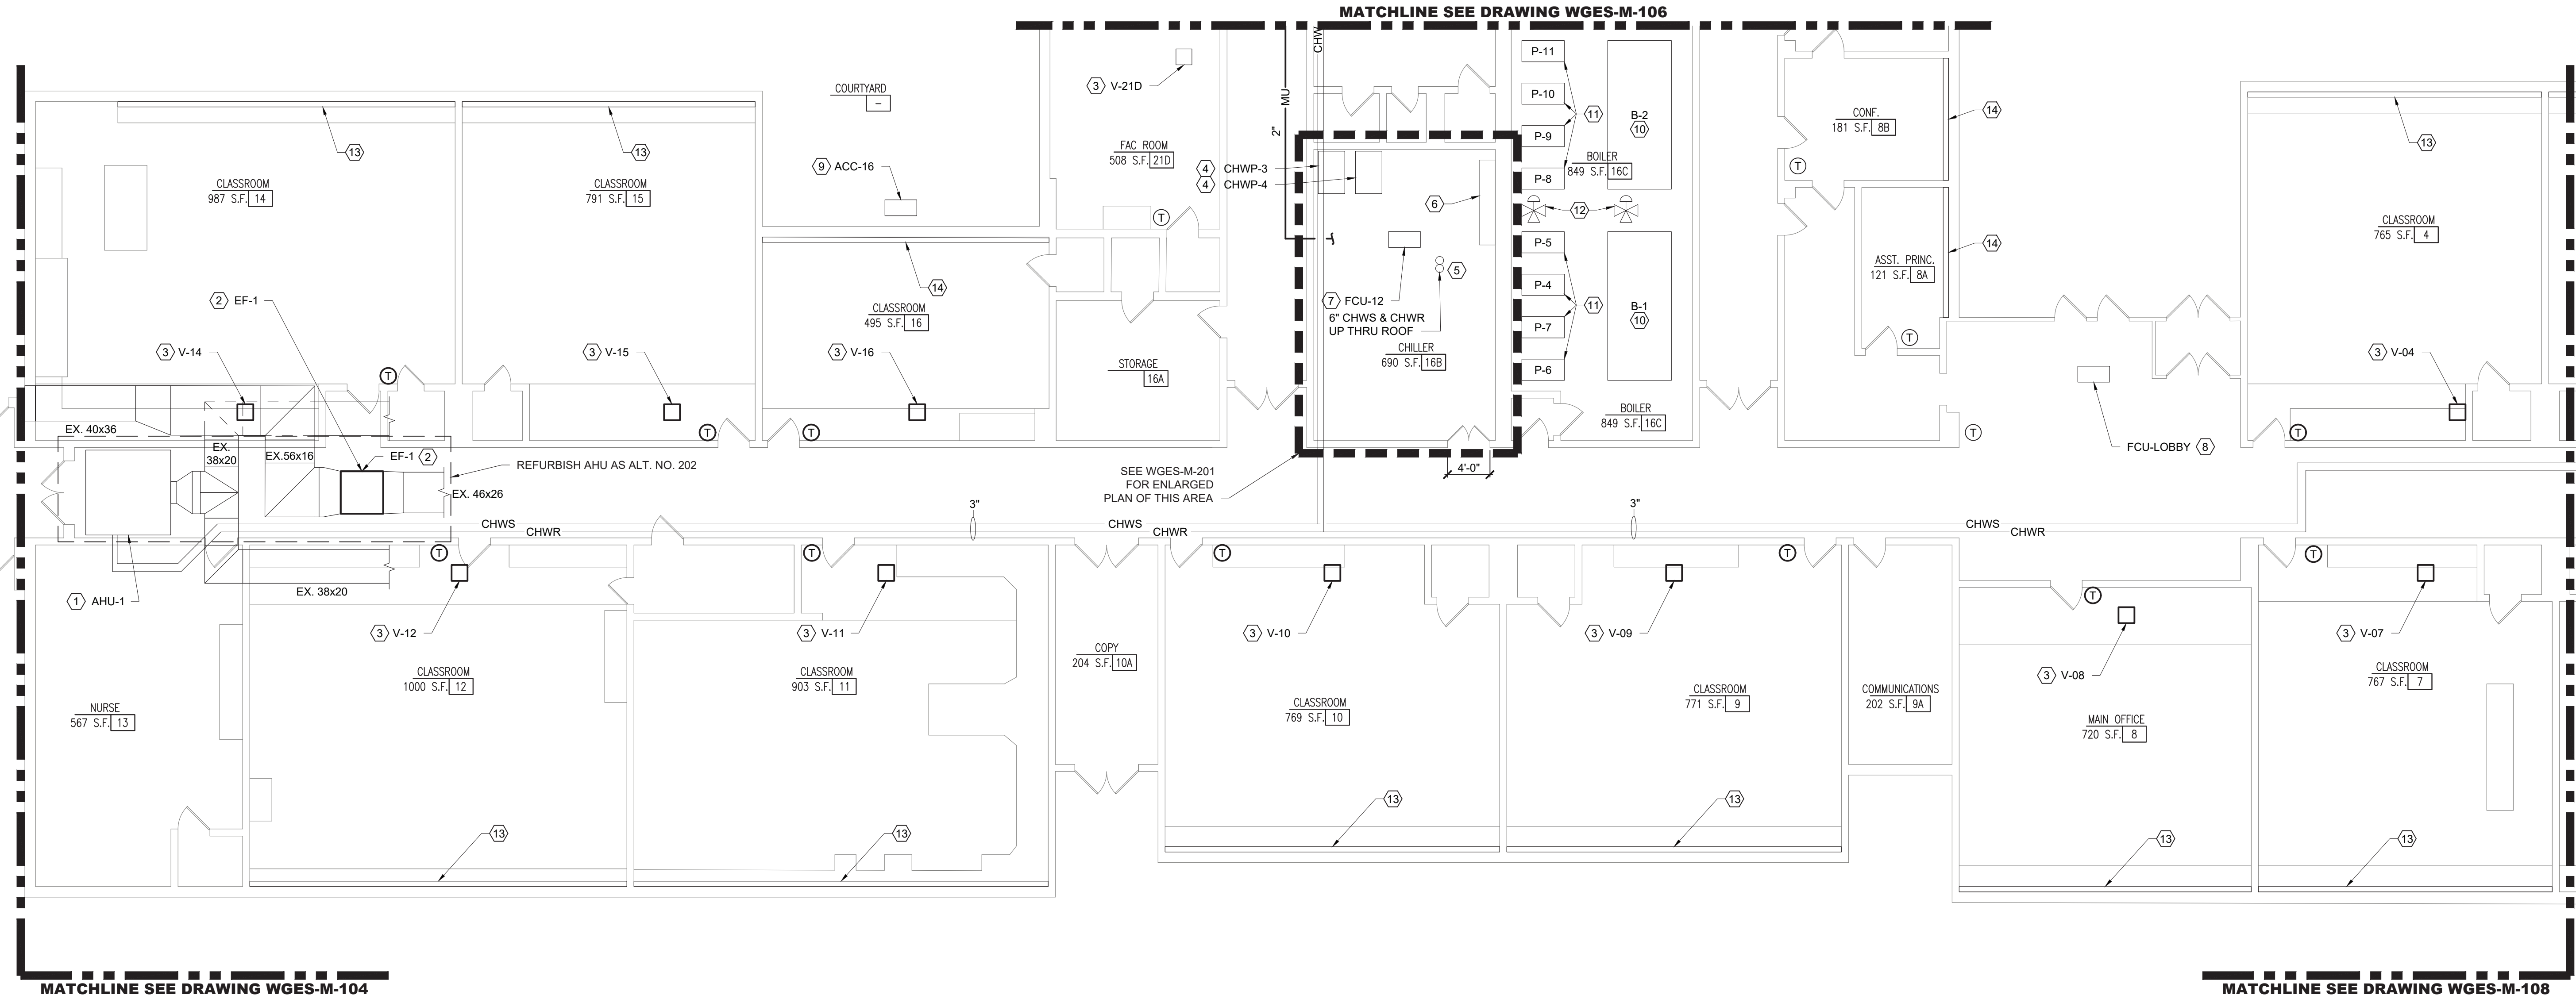 MATCHLINE SEE DRAWING WGES-M-106
COURTYARD
-
3 V-21D
FAC ROOM
508 S.F. 21D
T
9 ACC-16
13
CLASSROOM
987 S.F. 14
13
CLASSROOM
791 S.F. 15
14
CLASSROOM
495 S.F. 16
STORAGE
16A
2 EF-1
3 V-14
3 V-15
3 V-16
T
T
T
2"
MU
CHW
4 CHWP-3
4 CHWP-4
6
5
7 FCU-12
6" CHWS & CHWR
UP THRU ROOF
CHILLER
690 S.F. 16B
4'-0"
SEE WGES-M-201
FOR ENLARGED
PLAN OF THIS AREA
P-11
P-10
P-9
P-8
11
B-2
10
BOILER
849 S.F. 16C
12
P-5
P-4
P-7
P-6
11
B-1
10
BOILER
849 S.F. 16C
CONF.
181 S.F. 8B
14
T
ASST. PRINC.
121 S.F. 8A
14
T
T
FCU-LOBBY 8
13
CLASSROOM
765 S.F. 4
3 V-04
T
EX. 40x36
EX.
38x20
EX.56x16
EF-1 2
REFURBISH AHU AS ALT. NO. 202
EX. 46x26
EX. 38x20
1 AHU-1
CHWS
CHWR
3"
CHWS
CHWR
3"
CHWS
CHWR
T
T
T
T
T
T
3 V-12
3 V-11
3 V-10
3 V-09
3 V-08
3 V-07
NURSE
567 S.F. 13
CLASSROOM
1000 S.F. 12
CLASSROOM
903 S.F. 11
COPY
204 S.F. 10A
CLASSROOM
769 S.F. 10
CLASSROOM
771 S.F. 9
COMMUNICATIONS
202 S.F. 9A
MAIN OFFICE
720 S.F. 8
CLASSROOM
767 S.F. 7
13
13
13
13
13
13
MATCHLINE SEE DRAWING WGES-M-104
MATCHLINE SEE DRAWING WGES-M-108